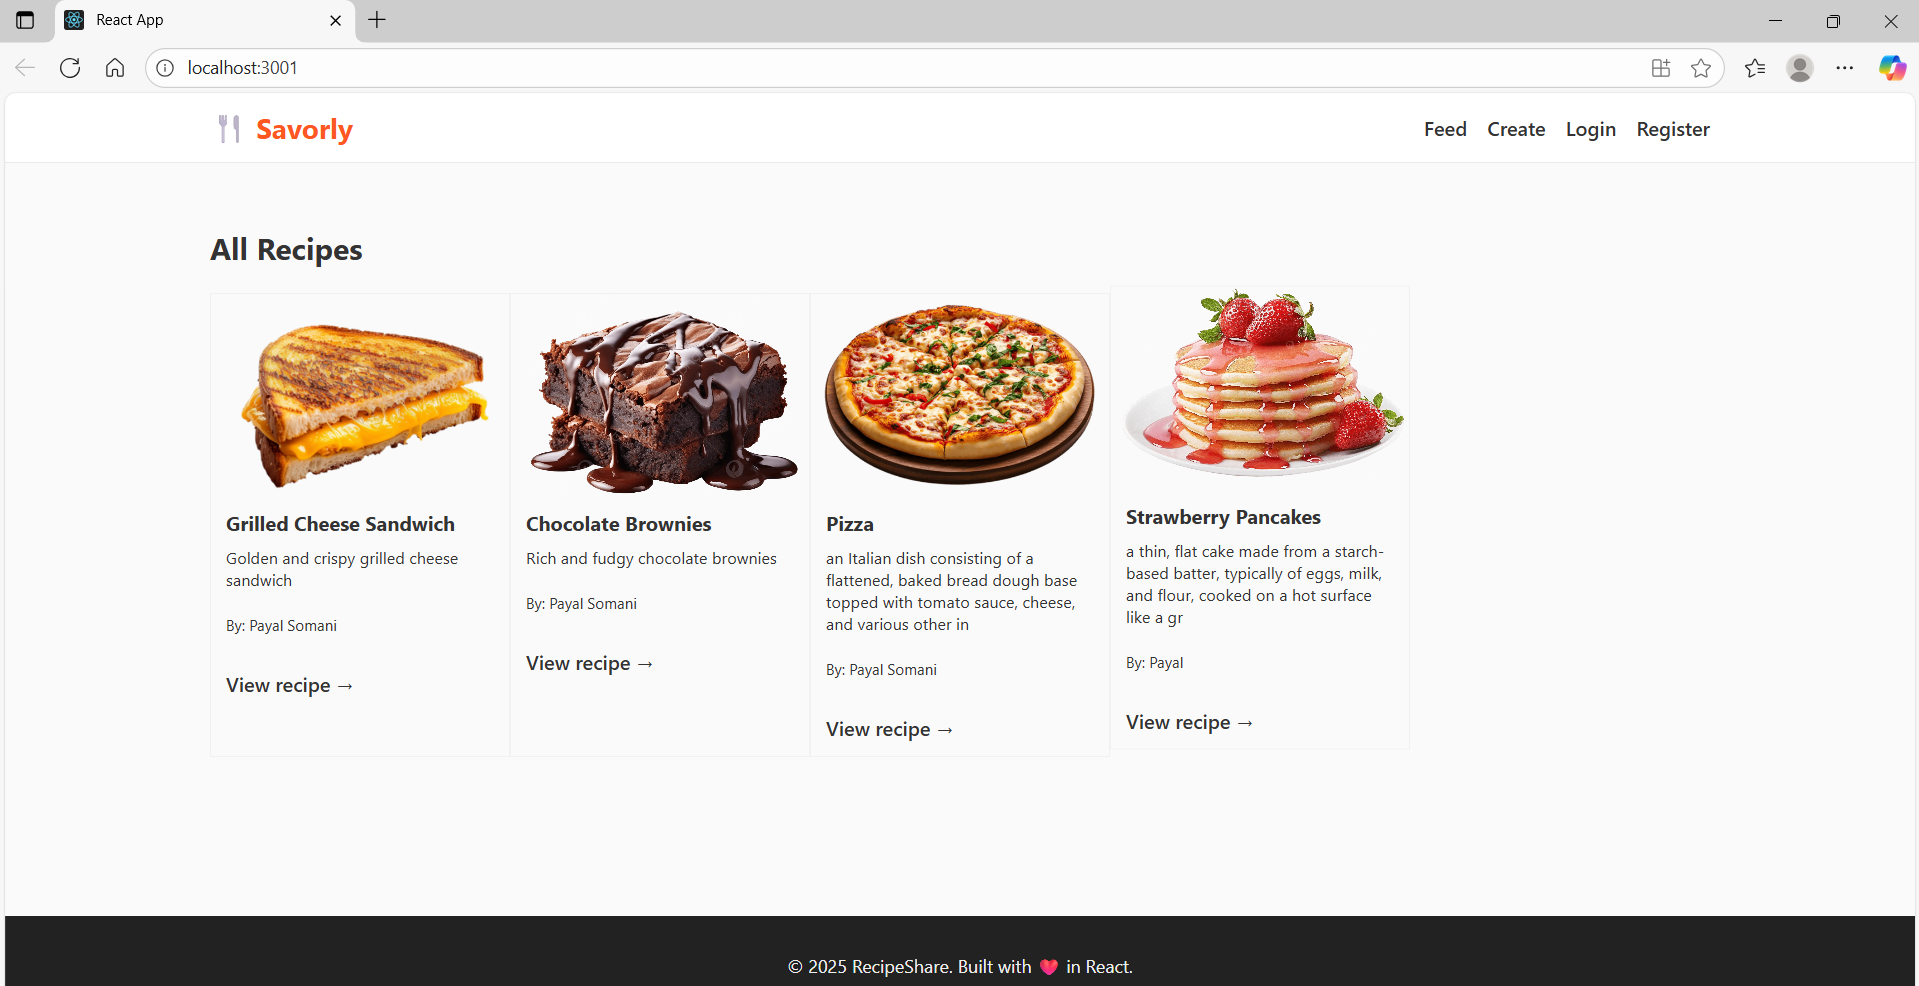 React App
localhost:3001
Savorly
Feed Create Login Register
All Recipes
Grilled Cheese Sandwich
Golden and crispy grilled cheese
sandwich
By: Payal Somani
View recipe →
Chocolate Brownies
Rich and fudgy chocolate brownies
By: Payal Somani
View recipe →
Pizza
an Italian dish consisting of a
flattened, baked bread dough base
topped with tomato sauce, cheese,
and various other in
By: Payal Somani
View recipe →
Strawberry Pancakes
a thin, flat cake made from a starch-
based batter, typically of eggs, milk,
and flour, cooked on a hot surface
like a gr
By: Payal
View recipe →
© 2025 RecipeShare. Built with ❤️ in React.